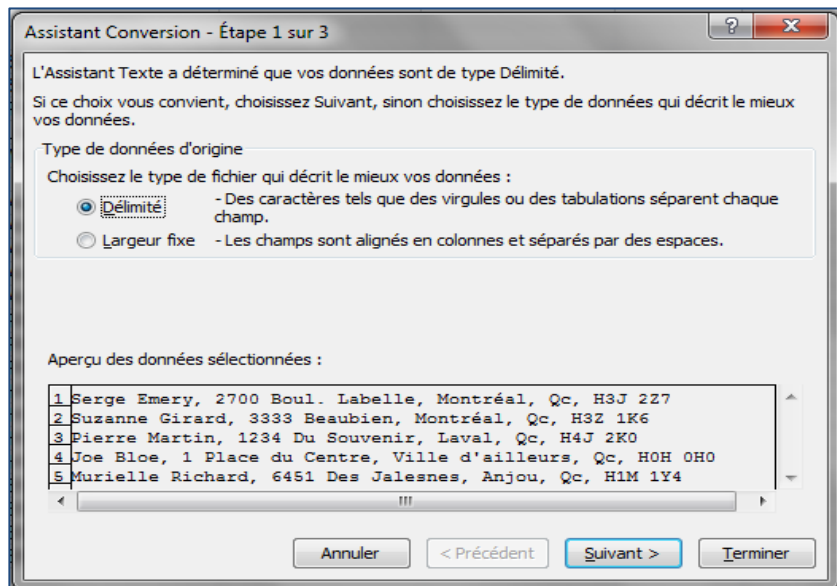 Assistant Conversion - Étape 1 sur 3
L'Assistant Texte a déterminé que vos données sont de type Délimité.
Si ce choix vous convient, choisissez Suivant, sinon choisissez le type de données qui décrit le mieux
vos données.
Type de données d'origine
Choisissez le type de fichier qui décrit le mieux vos données :
Délimité - Des caractères tels que des virgules ou des tabulations séparent chaque
champ.
Largeur fixe - Les champs sont alignés en colonnes et séparés par des espaces.
Aperçu des données sélectionnées :
1 Serge Emery, 2700 Boul. Labelle, Montréal, Qc, H3J 2Z7
2 Suzanne Girard, 3333 Beaubien, Montréal, Qc, H3Z 1K6
3 Pierre Martin, 1234 Du Souvenir, Laval, Qc, H4J 2K0
4 Joe Bloe, 1 Place du Centre, Ville d'ailleurs, Qc, H0H 0H0
5 Murielle Richard, 6451 Des Jalesnes, Anjou, Qc, H1M 1Y4
Annuler < Précédent Suivant > Terminer